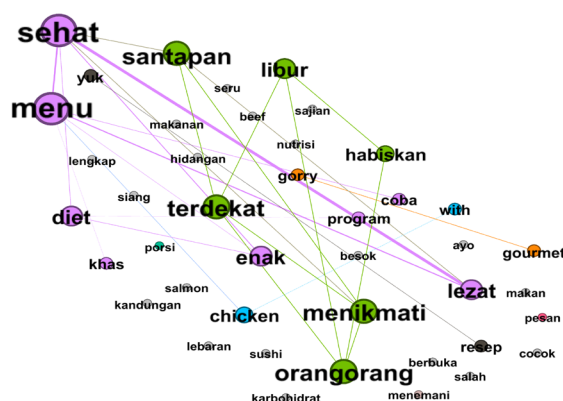 sehat
santapan
libur
yuk
seru
menu
beef
sajian
makanan
nutrisi
lengkap
hidangan
habiskan
gorry
siang
coba
terdekat
with
diet
program
porsi
enak
besok
ayo
gourmet
khas
salmon
lezat
makan
kandungan
chicken
menikmati
pesan
lebaran
sushi
resep
cocok
orangorang
berbuka
salah
karbohidrat
menemani